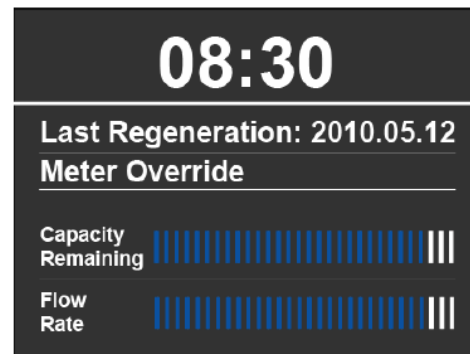 08:30
Last Regeneration: 2010.05.12
Meter Override
Capacity
Remaining
Flow
Rate